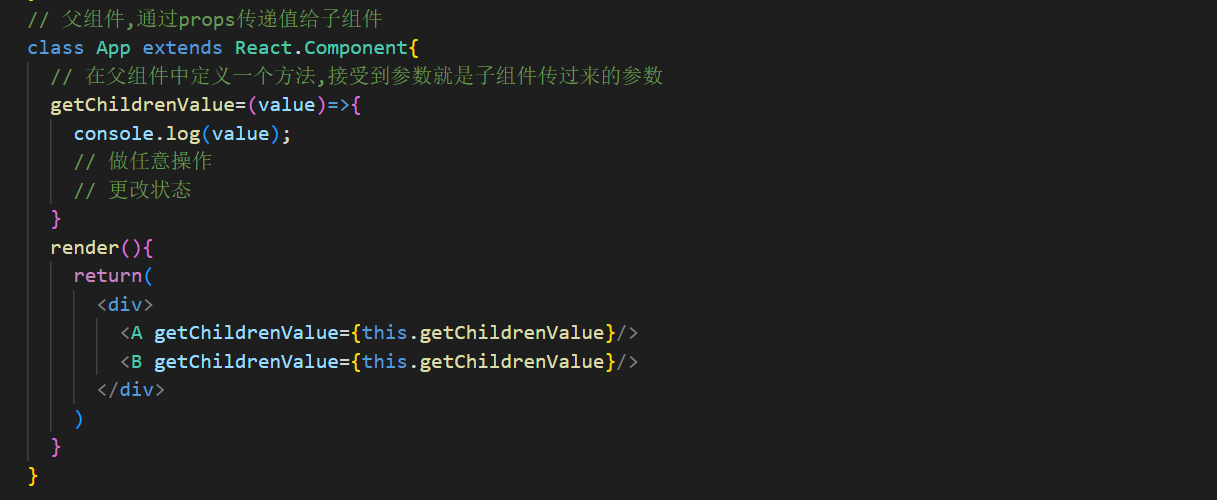 // 父组件,通过props传递值给子组件
class App extends React.Component{
// 在父组件中定义一个方法,接受到参数就是子组件传过来的参数
getChildrenValue=(value)=>{
console.log(value);
// 做任意操作
// 更改状态
}
render(){
return(
<div>
<A getChildrenValue={this.getChildrenValue}/>
<B getChildrenValue={this.getChildrenValue}/>
</div>
)
}
}